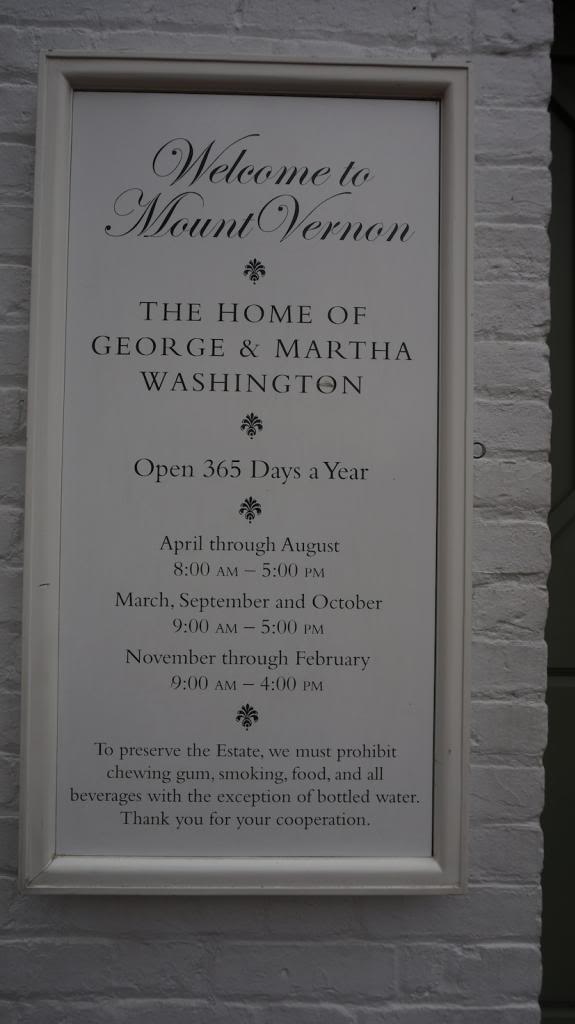 Welcome to
Mount Vernon
THE HOME OF
GEORGE & MARTHA
WASHINGTON
Open 365 Days a Year
April through August
8:00 AM – 5:00 PM
March, September and October
9:00 AM – 5:00 PM
November through February
9:00 AM – 4:00 PM
To preserve the Estate, we must prohibit
chewing gum, smoking, food, and all
beverages with the exception of bottled water.
Thank you for your cooperation.